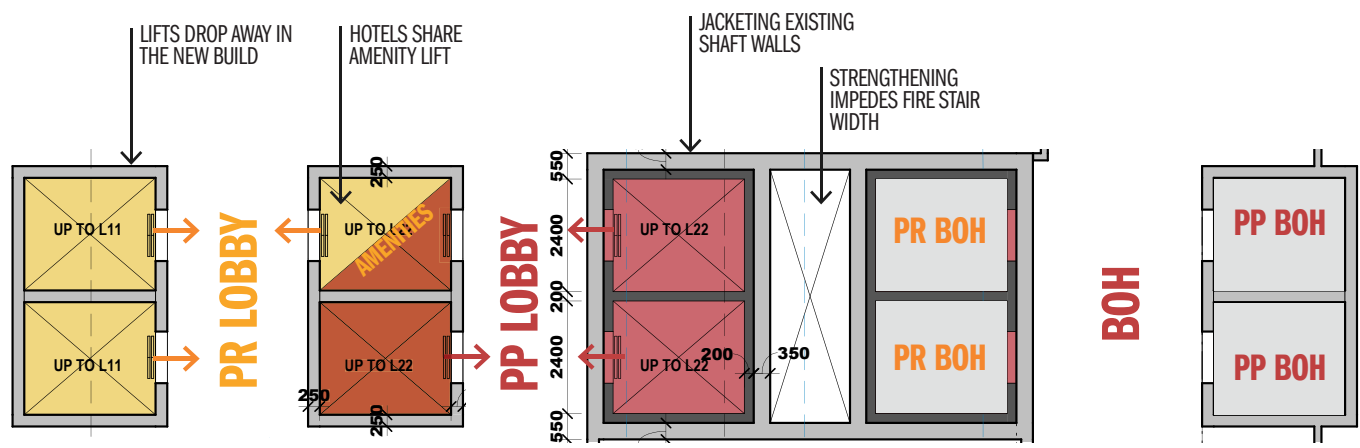 LIFTS DROP AWAY IN
THE NEW BUILD
HOTELS SHARE
AMENITY LIFT
JACKETING EXISTING
SHAFT WALLS
STRENGTHENING
IMPEDES FIRE STAIR
WIDTH
UP TO L11
UP TO L11
PR LOBBY
250
UP TO
AMENITIES
UP TO L22
250
250
PP LOBBY
550
2400
200
2400
550
UP TO L22
UP TO L22
200
350
PR BOH
PR BOH
BOH
PP BOH
PP BOH